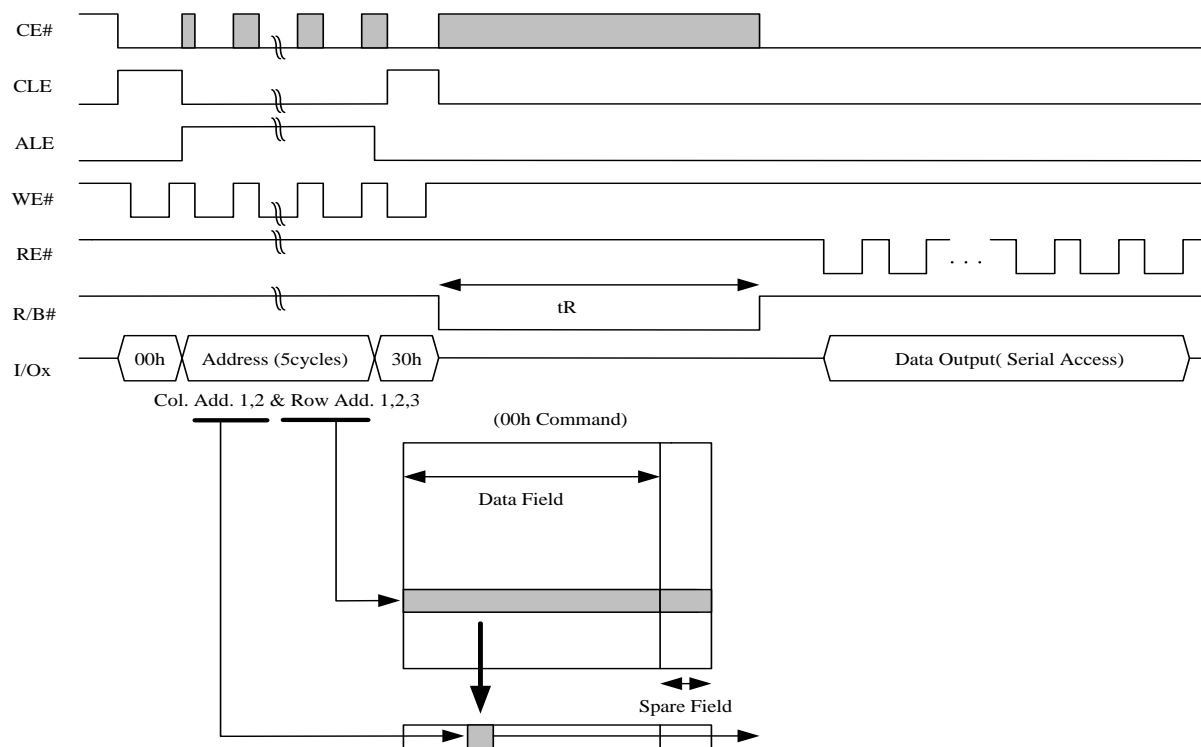 CE#
CLE
ALE
WE#
RE#
. . .
tR
R/B#
I/Ox
00h
Address (5cycles)
30h
Data Output( Serial Access)
Col. Add. 1,2 & Row Add. 1,2,3
(00h Command)
Data Field
Spare Field